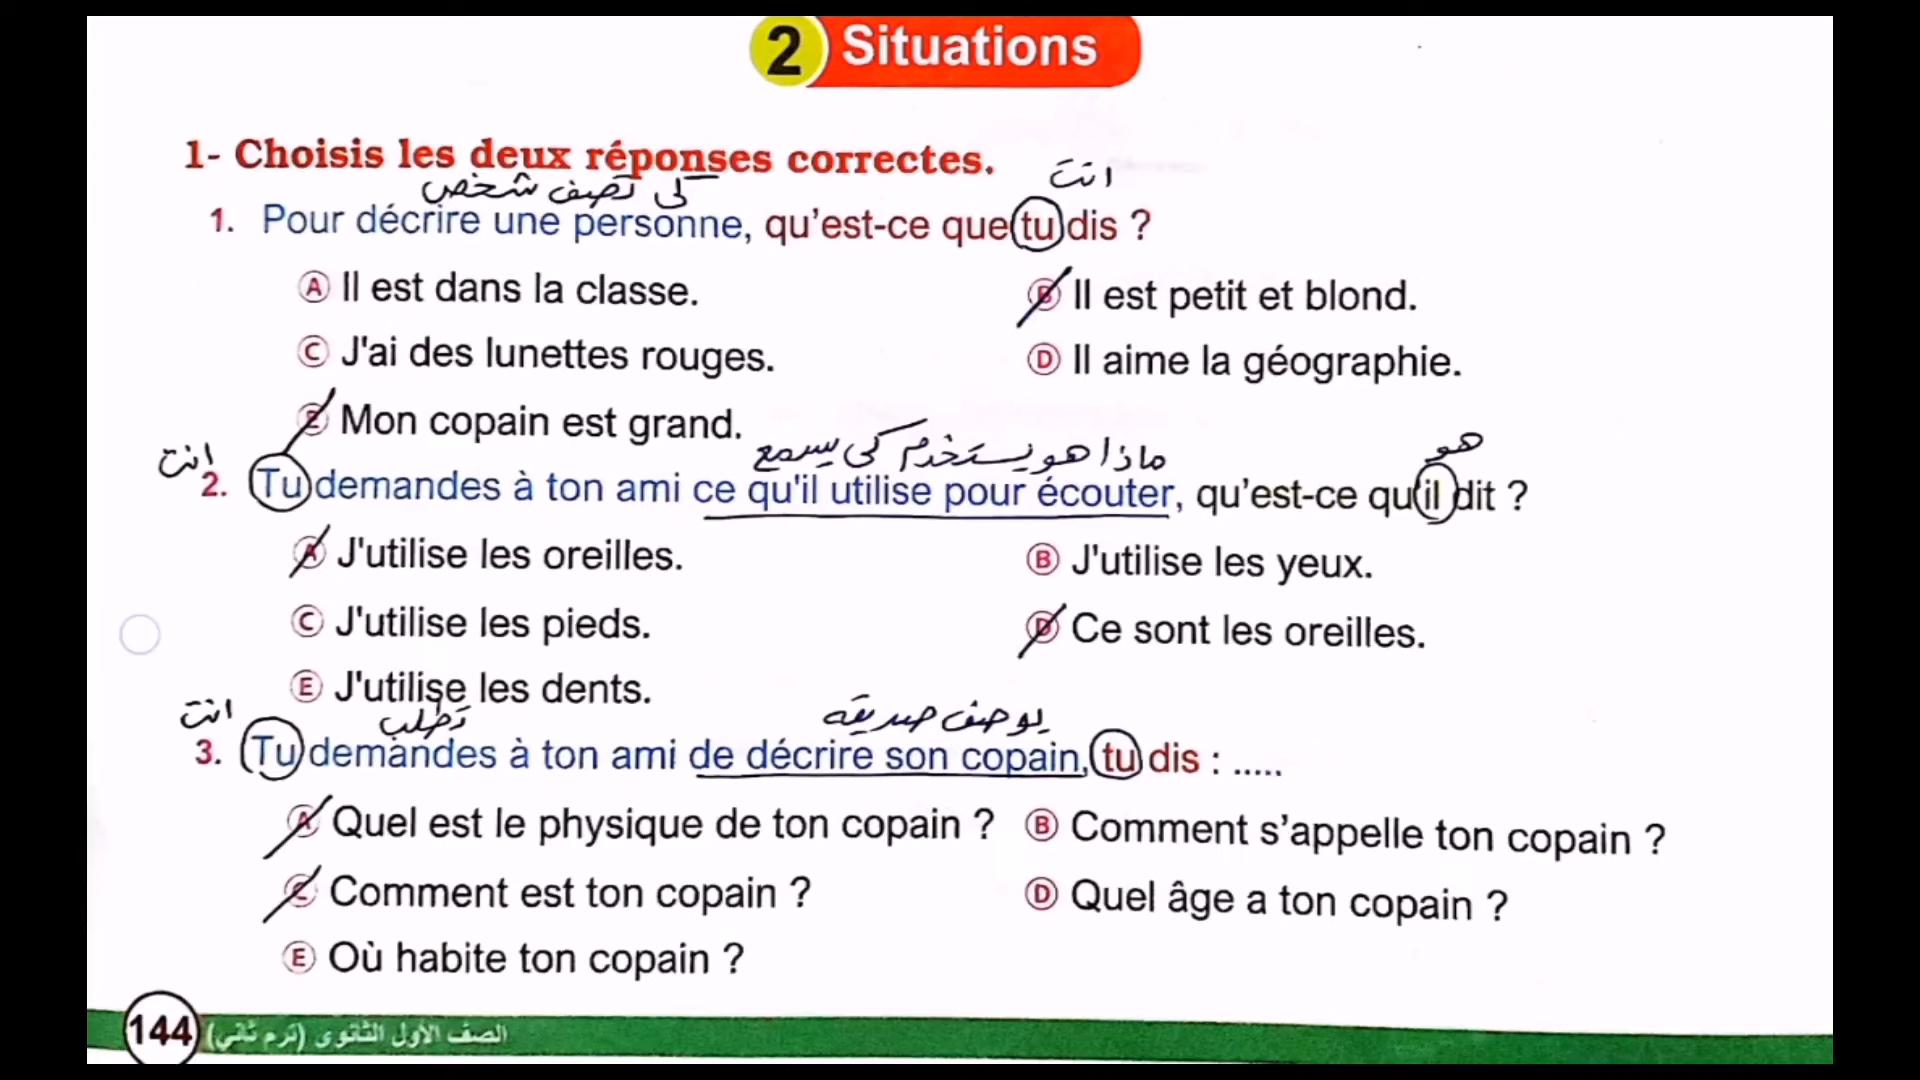 2 Situations
1- Choisis les deux réponses correctes.
كى تصف شخص
انت
1. Pour décrire une personne, qu'est-ce que tu dis ?
A Il est dans la classe.
B Il est petit et blond.
C J'ai des lunettes rouges.
D Il aime la géographie.
E Mon copain est grand.
انت
ماذا هو يستخدم كى يسمع
هو
2. Tu demandes à ton ami ce qu'il utilise pour écouter, qu'est-ce qu'il dit ?
A J'utilise les oreilles.
B J'utilise les yeux.
C J'utilise les pieds.
D Ce sont les oreilles.
E J'utilise les dents.
انت
تطلب
يوصف صديقه
3. Tu demandes à ton ami de décrire son copain, tu dis : .....
A Quel est le physique de ton copain ?
B Comment s'appelle ton copain ?
C Comment est ton copain ?
D Quel âge a ton copain ?
E Où habite ton copain ?
144 الصف الأول الثانوى (ترم ثاني)